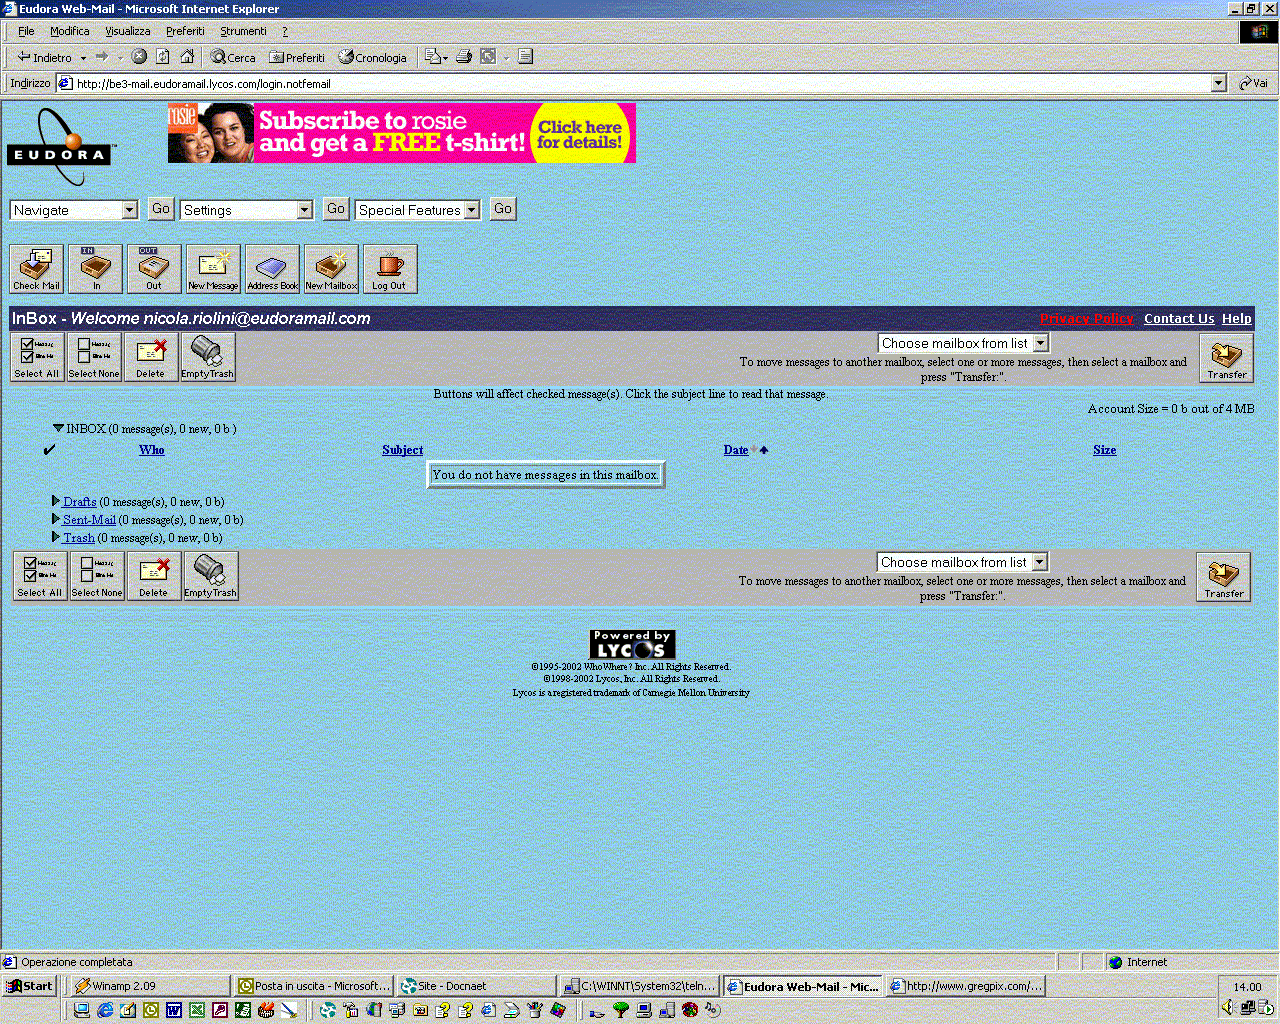 Eudora Web-Mail - Microsoft Internet Explorer
File Modifica Visualizza Preferiti Strumenti ?
Indietro Cerca Preferiti Cronologia
Indirizzo http://be3-mail.eudoramail.lycos.com/login.notfemail Vai
EUDORA™
rosie
Subscribe to rosie
and get a FREE t-shirt!
Click here
for details!
Navigate Go Settings Go Special Features Go
IN OUT
Check Mail In Out New Message Address Book New Mailbox Log Out
InBox - Welcome nicola.riolini@eudoramail.com Privacy Policy Contact Us Help
Select All Select None Delete EmptyTrash
Choose mailbox from list
To move messages to another mailbox, select one or more messages, then select a mailbox and
press "Transfer:".
Transfer
Buttons will affect checked message(s). Click the subject line to read that message.
Account Size = 0 b out of 4 MB
INBOX (0 message(s), 0 new, 0 b )
Who Subject Date Size
You do not have messages in this mailbox.
Drafts (0 message(s), 0 new, 0 b)
Sent-Mail (0 message(s), 0 new, 0 b)
Trash (0 message(s), 0 new, 0 b)
Select All Select None Delete EmptyTrash
Choose mailbox from list
To move messages to another mailbox, select one or more messages, then select a mailbox and
press "Transfer:".
Transfer
Powered by
LYCOS
©1995-2002 WhoWhere? Inc. All Rights Reserved.
©1998-2002 Lycos, Inc. All Rights Reserved.
Lycos is a registered trademark of Carnegie Mellon University
Operazione completata Internet
Start Winamp 2.09 Posta in uscita - Microsoft... Site - Docnaet C:\WINNT\System32\teln... Eudora Web-Mail - Mic... http://www.gregpix.com/... 14.00